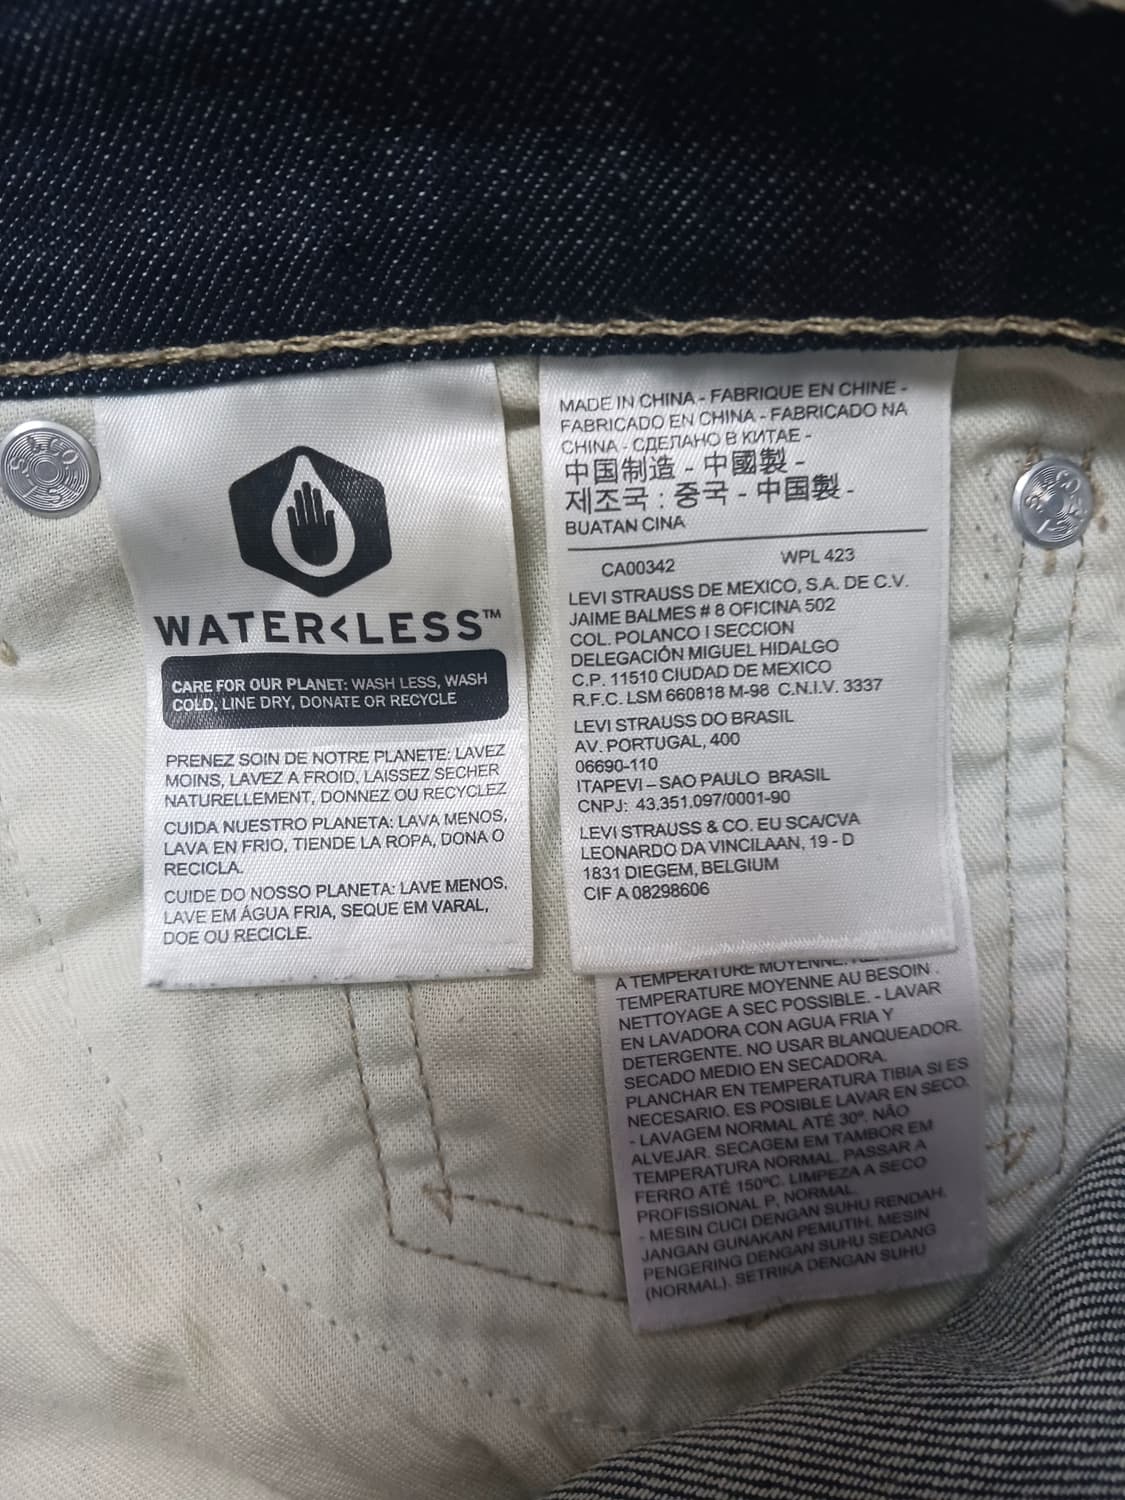 WATER<LESS™
CARE FOR OUR PLANET: WASH LESS, WASH
COLD, LINE DRY, DONATE OR RECYCLE
PRENEZ SOIN DE NOTRE PLANETE: LAVEZ
MOINS, LAVEZ A FROID, LAISSEZ SECHER
NATURELLEMENT, DONNEZ OU RECYCLEZ
CUIDA NUESTRO PLANETA: LAVA MENOS,
LAVA EN FRIO, TIENDE LA ROPA, DONA O
RECICLA.
CUIDE DO NOSSO PLANETA: LAVE MENOS,
LAVE EM ÁGUA FRIA, SEQUE EM VARAL,
DOE OU RECICLE.
MADE IN CHINA - FABRIQUE EN CHINE -
FABRICADO EN CHINA - FABRICADO NA
CHINA - СДЕЛАНО В КИТАЕ -
中国制造 - 中國製 -
제조국 : 중국 - 中国製 -
BUATAN CINA
CA00342 WPL 423
LEVI STRAUSS DE MEXICO, S.A. DE C.V.
JAIME BALMES # 8 OFICINA 502
COL. POLANCO I SECCION
DELEGACIÓN MIGUEL HIDALGO
C.P. 11510 CIUDAD DE MEXICO
R.F.C. LSM 660818 M-98 C.N.I.V. 3337
LEVI STRAUSS DO BRASIL
AV. PORTUGAL, 400
06690-110
ITAPEVI – SAO PAULO BRASIL
CNPJ: 43.351.097/0001-90
LEVI STRAUSS & CO. EU SCA/CVA
LEONARDO DA VINCILAAN, 19 - D
1831 DIEGEM, BELGIUM
CIF A 08298606
A TEMPERATURE MOYENNE.
TEMPERATURE MOYENNE AU BESOIN .
NETTOYAGE A SEC POSSIBLE. - LAVAR
EN LAVADORA CON AGUA FRIA Y
DETERGENTE. NO USAR BLANQUEADOR.
SECADO MEDIO EN SECADORA.
PLANCHAR EN TEMPERATURA TIBIA SI ES
NECESARIO. ES POSIBLE LAVAR EN SECO.
- LAVAGEM NORMAL ATÉ 30º. NÃO
ALVEJAR. SECAGEM EM TAMBOR EM
TEMPERATURA NORMAL. PASSAR A
FERRO ATÉ 150ºC. LIMPEZA A SECO
PROFISSIONAL P, NORMAL.
- MESIN CUCI DENGAN SUHU RENDAH.
JANGAN GUNAKAN PEMUTIH. MESIN
PENGERING DENGAN SUHU SEDANG
(NORMAL). SETRIKA DENGAN SUHU